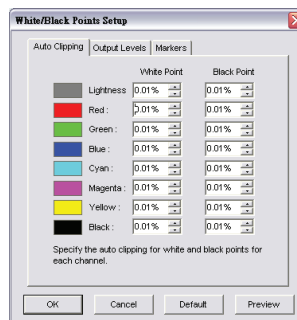 White/Black Points Setup
Auto Clipping Output Levels Markers
White Point Black Point
Lightness 0.01% 0.01%
Red : 0.01% 0.01%
Green : 0.01% 0.01%
Blue : 0.01% 0.01%
Cyan : 0.01% 0.01%
Magenta : 0.01% 0.01%
Yellow : 0.01% 0.01%
Black : 0.01% 0.01%
Specify the auto clipping for white and black points for
each channel.
OK Cancel Default Preview